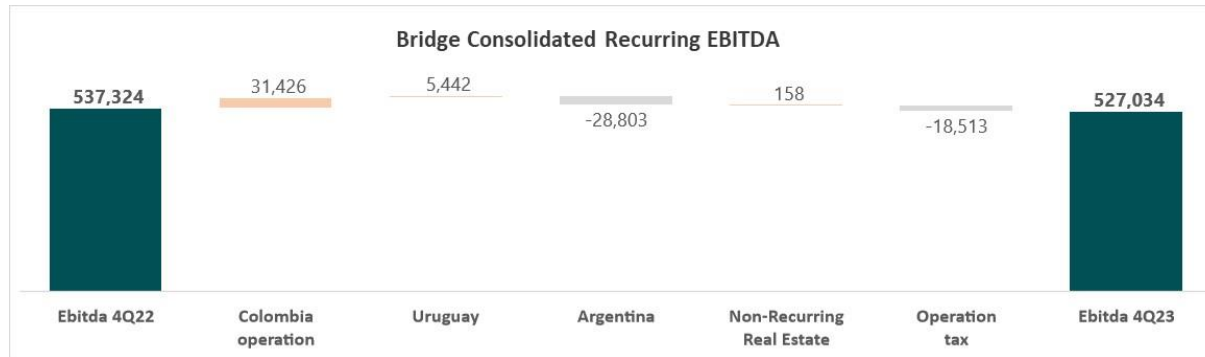 Bridge Consolidated Recurring EBITDA
537,324
31,426
5,442
-28,803
158
-18,513
527,034
Ebitda 4Q22
Colombia
operation
Uruguay
Argentina
Non-Recurring
Real Estate
Operation
tax
Ebitda 4Q23